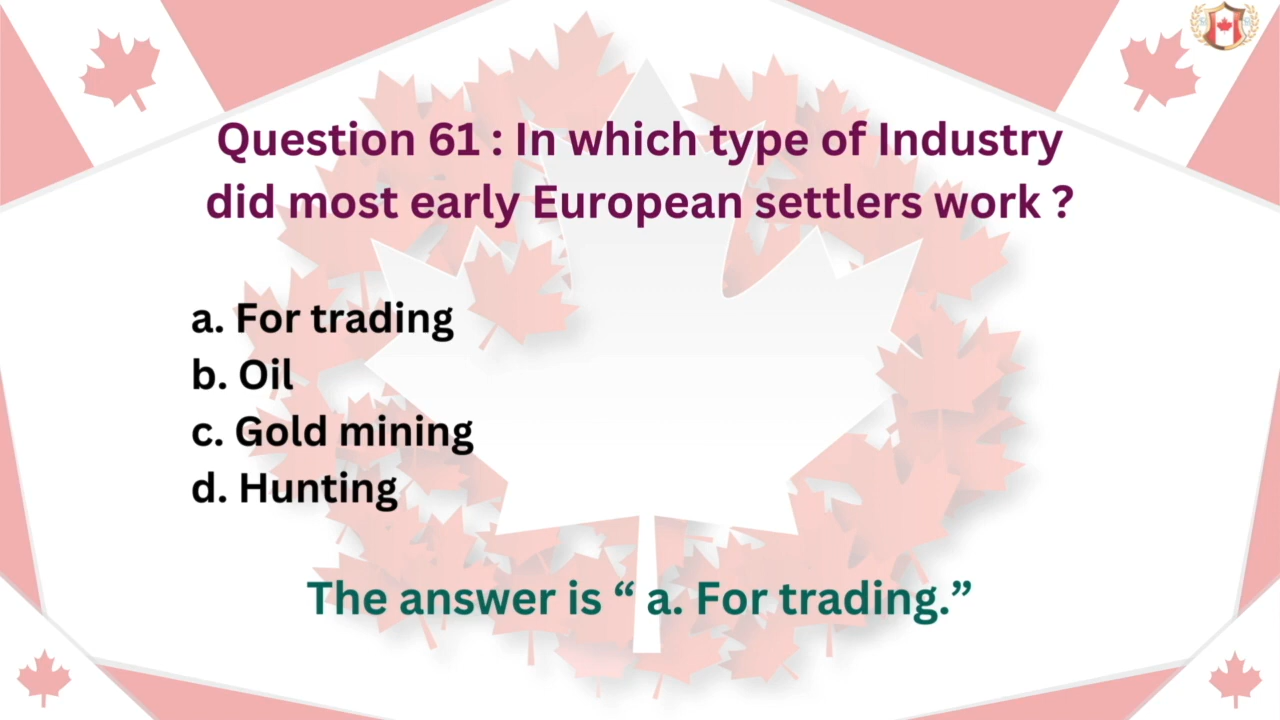 Question 61 : In which type of Industry
did most early European settlers work ?
a. For trading
b. Oil
c. Gold mining
d. Hunting
The answer is “ a. For trading.”